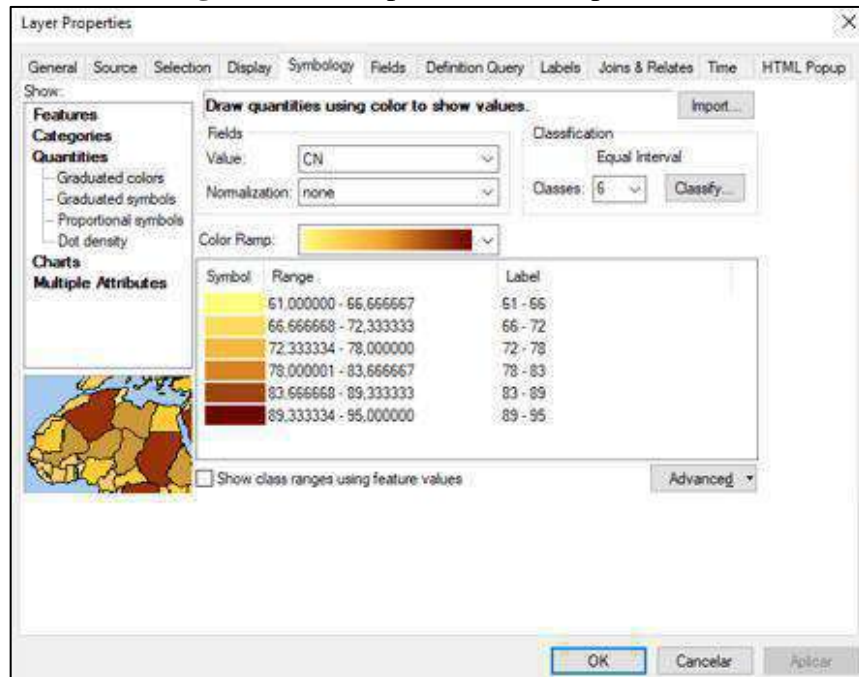 Layer Properties
General Source Selection Display Symbology Fields Definition Query Labels Joins & Relates Time HTML Popup
Show:
Features
Categories
Quantities
Graduated colors
Graduated symbols
Proportional symbols
Dot density
Charts
Multiple Attributes
Draw quantities using color to show values.
Import...
Fields
Value: CN
Normalization: none
Classification
Equal Interval
Classes: 6 Classify...
Color Ramp:
Symbol Range Label
61,000000 - 66,666667 61 - 66
66,666668 - 72,333333 66 - 72
72,333334 - 78,000000 72 - 78
78,000001 - 83,666667 78 - 83
83,666668 - 89,333333 83 - 89
89,333334 - 95,000000 89 - 95
Show class ranges using feature values
Advanced
OK Cancelar Aplicar